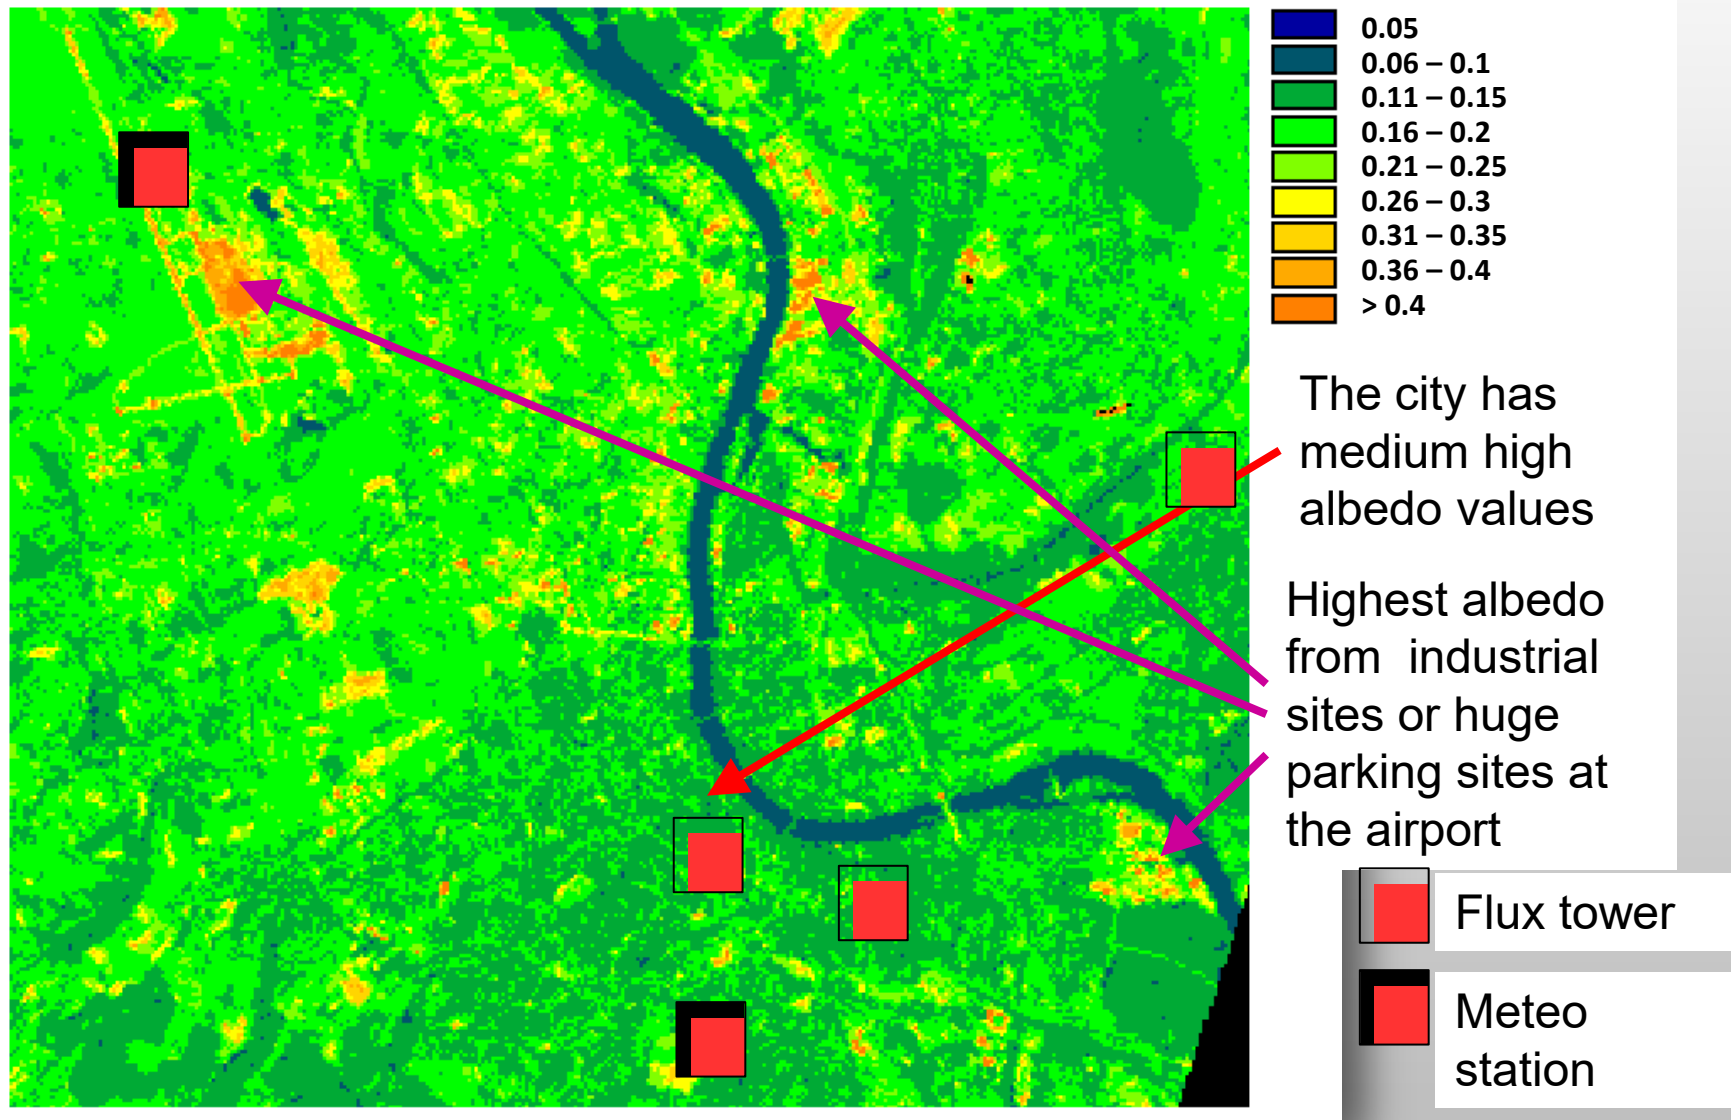 0.05
0.06 – 0.1
0.11 – 0.15
0.16 – 0.2
0.21 – 0.25
0.26 – 0.3
0.31 – 0.35
0.36 – 0.4
> 0.4
The city has
medium high
albedo values
Highest albedo
from industrial
sites or huge
parking sites at
the airport
Flux tower
Meteo
station